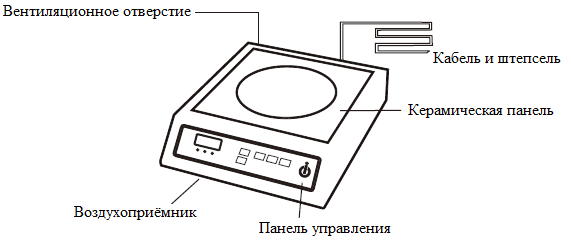 Вентиляционное отверстие
Кабель и штепсель
Керамическая панель
Воздухоприёмник
Панель управления